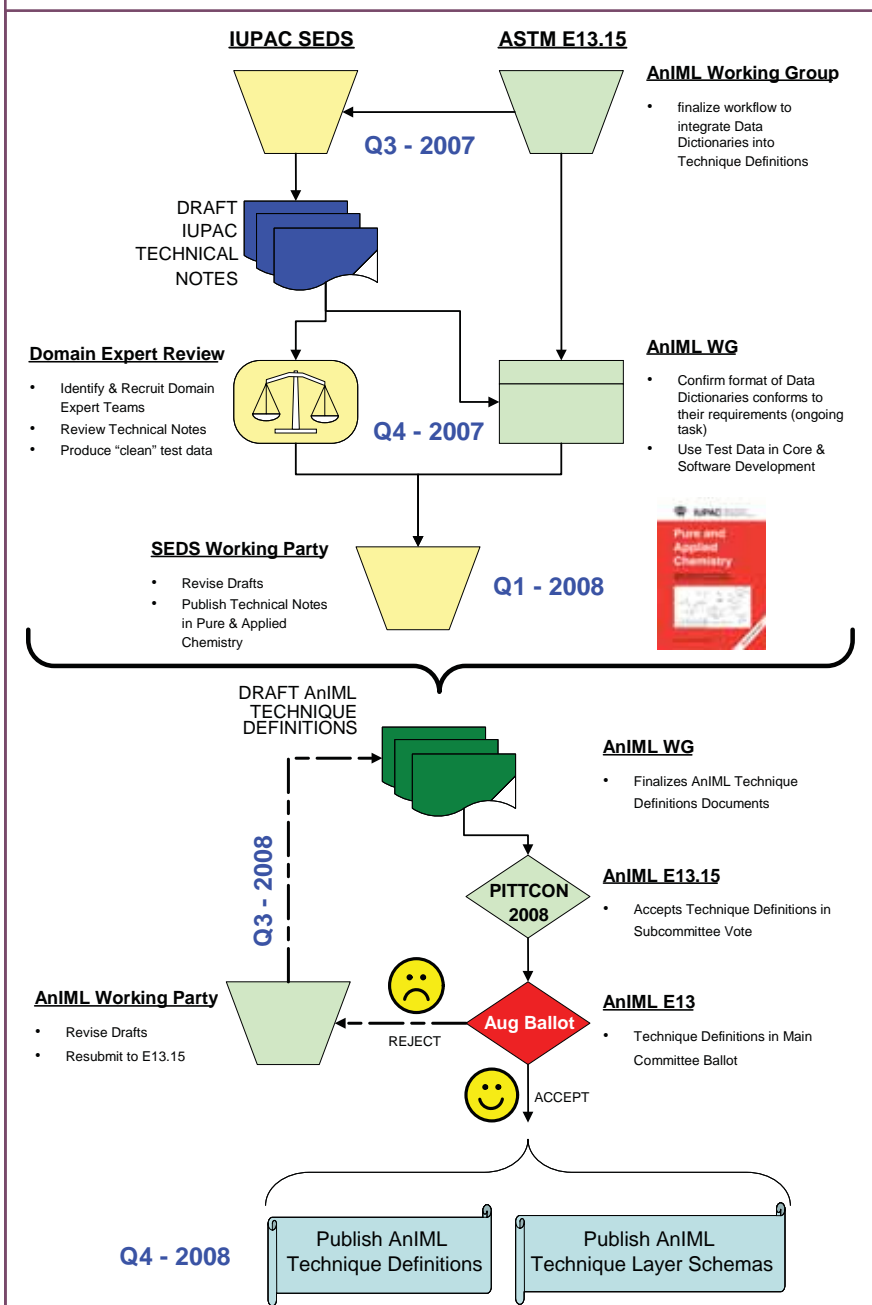 IUPAC SEDS
ASTM E13.15
AnIML Working Group
• finalize workflow to
integrate Data
Dictionaries into
Technique Definitions
Q3 - 2007
DRAFT
IUPAC
TECHNICAL
NOTES
Domain Expert Review
• Identify & Recruit Domain
Expert Teams
• Review Technical Notes
• Produce “clean” test data
Q4 - 2007
AnIML WG
• Confirm format of Data
Dictionaries conforms to
their requirements (ongoing
task)
• Use Test Data in Core &
Software Development
SEDS Working Party
• Revise Drafts
• Publish Technical Notes
in Pure & Applied
Chemistry
Q1 - 2008
IUPAC
Pure and
Applied
Chemistry
DRAFT AnIML
TECHNIQUE
DEFINITIONS
AnIML WG
• Finalizes AnIML Technique
Definitions Documents
Q3 - 2008
PITTCON
2008
AnIML E13.15
• Accepts Technique Definitions in
Subcommittee Vote
AnIML Working Party
• Revise Drafts
• Resubmit to E13.15
REJECT
Aug Ballot
AnIML E13
• Technique Definitions in Main
Committee Ballot
ACCEPT
Q4 - 2008
Publish AnIML
Technique Definitions
Publish AnIML
Technique Layer Schemas